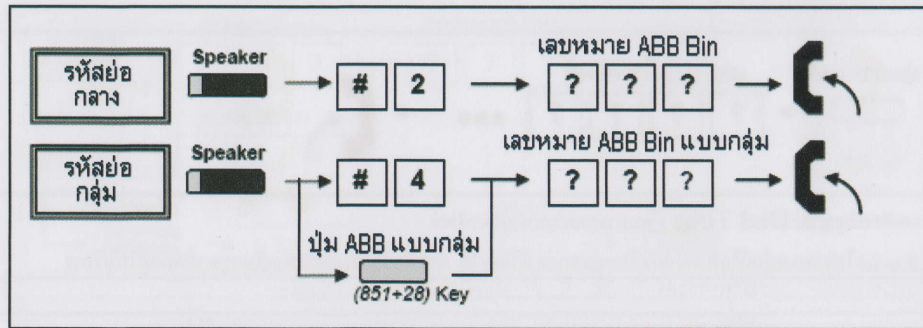 รหัสย่อ
กลาง
Speaker
# 2
เลขหมาย ABB Bin
? ? ?
รหัสย่อ
กลุ่ม
Speaker
# 4
เลขหมาย ABB Bin แบบกลุ่ม
? ? ?
ปุ่ม ABB แบบกลุ่ม
(851+28) Key